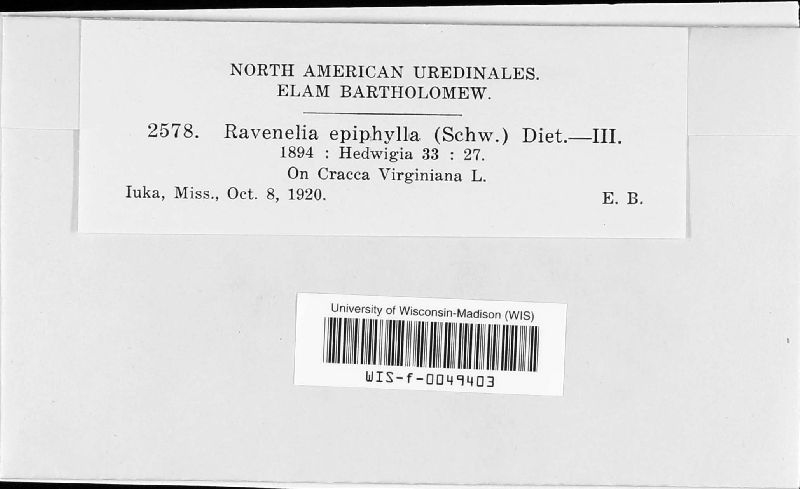 NORTH AMERICAN UREDINALES.
ELAM BARTHOLOMEW.
2578. Ravenelia epiphylla (Schw.) Diet.—III.
1894 : Hedwigia 33 : 27.
On Cracca Virginiana L.
Iuka, Miss., Oct. 8, 1920. E. B.
University of Wisconsin-Madison (WIS)
WIS-f-0049403